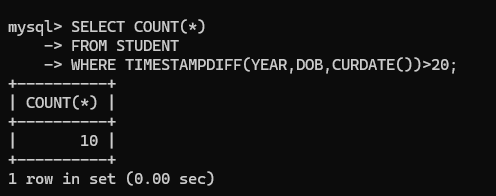 mysql> SELECT COUNT(*)
    -> FROM STUDENT
    -> WHERE TIMESTAMPDIFF(YEAR,DOB,CURDATE())>20;
+----------+
| COUNT(*) |
+----------+
|       10 |
+----------+
1 row in set (0.00 sec)